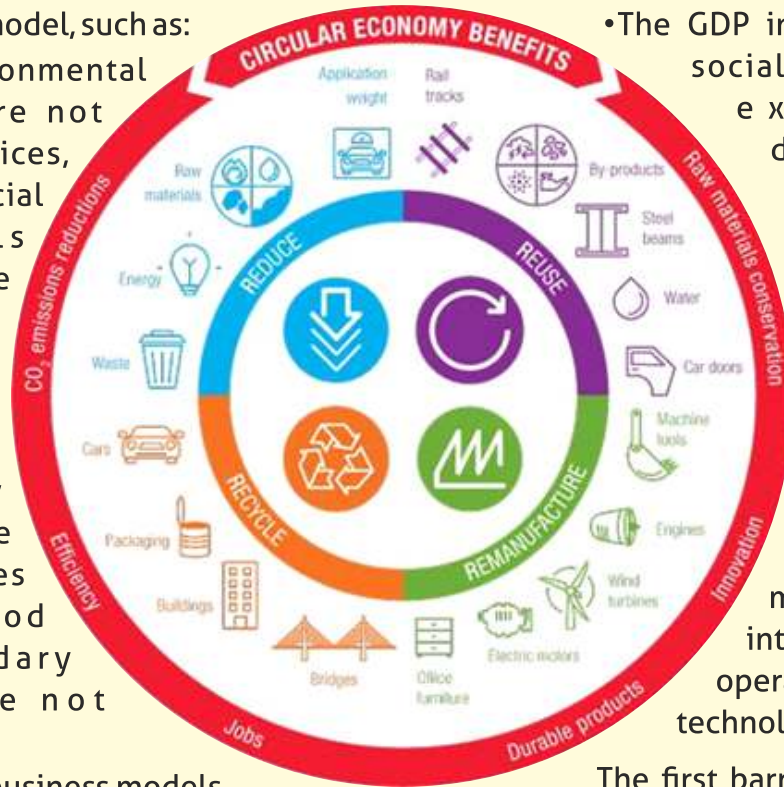 model, such as:
onmental
re not
ices,
cial
ls
e
e
es
od
dary
e not
business models
CIRCULAR ECONOMY BENEFITS
Raw materials conservation
Innovation
Durable products
Jobs
Efficiency
CO2 emissions reductions
REDUCE
Application
weight
Raw
materials
Energy
Waste
REUSE
Rail
tracks
By-products
Steel
beams
Water
Car doors
REMANUFACTURE
Machine
tools
Engines
Wind
turbines
Electric motors
Office
furniture
RECYCLE
Cars
Packaging
Buildings
Bridges
•The GDP in
social
ex
d
m
int
oper
technol
The first barr